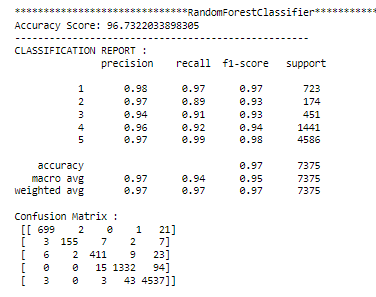 ******************************RandomForestClassifier***********
Accuracy Score: 96.7322033898305
---------------------------------------------------
CLASSIFICATION REPORT :
precision recall f1-score support
1 0.98 0.97 0.97 723
2 0.97 0.89 0.93 174
3 0.94 0.91 0.93 451
4 0.96 0.92 0.94 1441
5 0.97 0.99 0.98 4586
accuracy 0.97 7375
macro avg 0.97 0.94 0.95 7375
weighted avg 0.97 0.97 0.97 7375
Confusion Matrix :
[[ 699 2 0 1 21]
[ 3 155 7 2 7]
[ 6 2 411 9 23]
[ 0 0 15 1332 94]
[ 3 0 3 43 4537]]